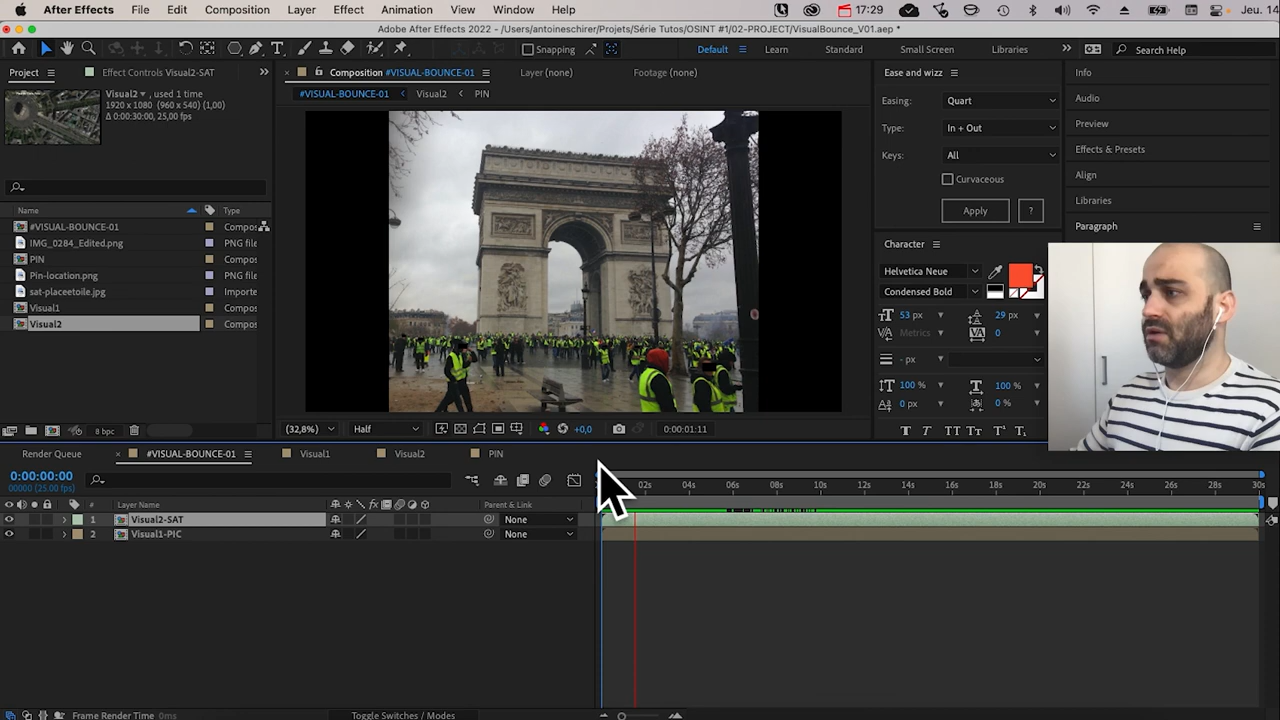 After Effects File Edit Composition Layer Effect Animation View Window Help 17:29 Jeu. 14
Adobe After Effects 2022 - /Users/antoineschirer/Projets/Série Tutos/OSINT #1/02-PROJECT/VisualBounce_V01.aep *
Snapping Default Learn Standard Small Screen Libraries Search Help
Project Effect Controls Visual2-SAT Composition #VISUAL-BOUNCE-01 Layer (none) Footage (none) Ease and wizz Info
Visual2 , used 1 time
1920 x 1080 (960 x 540) (1,00)
Δ 0:00:30:00, 25,00 fps)
#VISUAL-BOUNCE-01 Visual2 PIN
Easing: Quart
Type: In + Out
Keys: All
Curvaceous
Apply ?
Audio
Preview
Effects & Presets
Align
Libraries
Paragraph
Name Type
#VISUAL-BOUNCE-01 Compos
IMG_0284_Edited.png PNG file
PIN Compos
Pin-location.png PNG file
sat-placeetoile.jpg Importe
Visual1 Compos
Visual2 Compos
Character
Helvetica Neue
Condensed Bold
53 px 29 px
Metrics 0
- px
100 % 100 %
0 px 0 %
T T TT Tт T¹ T₁
8 bpc
(32,8%) Half +0,0 0:00:01:11
Render Queue #VISUAL-BOUNCE-01 Visual1 Visual2 PIN
0:00:00:00
00000 (25.00 fps)
02s 04s 06s 08s 10s 12s 14s 16s 18s 20s 22s 24s 26s 28s 30s
# Layer Name Parent & Link
1 Visual2-SAT None
2 Visual1-PIC None
Frame Render Time 0ms Toggle Switches / Modes